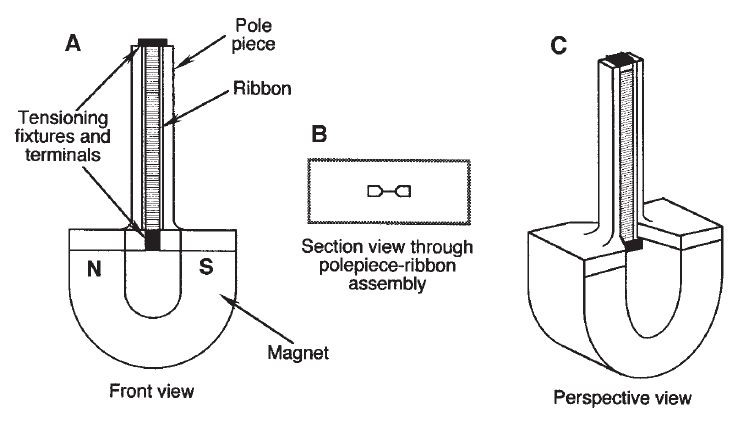 A
Pole
piece
Ribbon
Tensioning
fixtures and
terminals
N
S
Magnet
Front view
B
Section view through
polepiece-ribbon
assembly
C
Perspective view